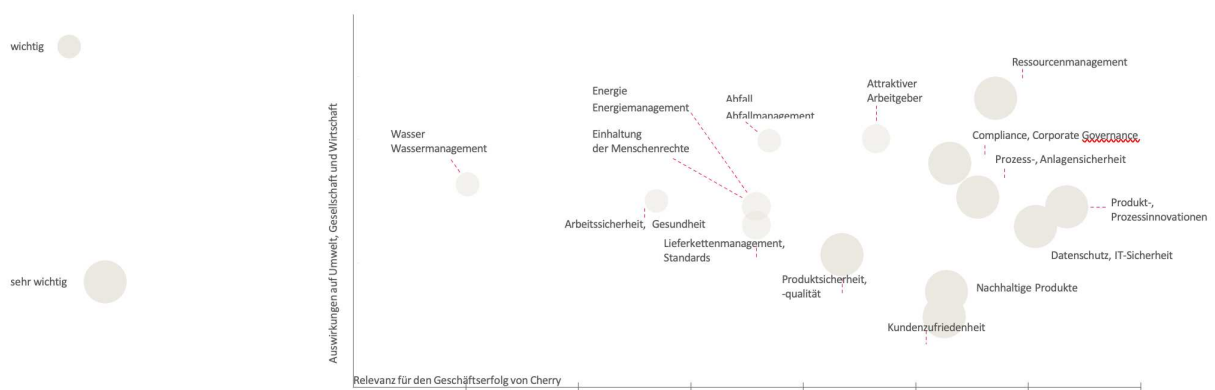 wichtig
sehr wichtig
Auswirkungen auf Umwelt, Gesellschaft und Wirtschaft
Ressourcenmanagement
Attraktiver
Arbeitgeber
Energie
Energiemanagement
Abfall
Abfallmanagement
Wasser
Wassermanagement
Einhaltung
der Menschenrechte
Compliance, Corporate Governance
Prozess-, Anlagensicherheit
Produkt-,
Prozessinnovationen
Arbeitssicherheit, Gesundheit
Lieferkettenmanagement,
Standards
Datenschutz, IT-Sicherheit
Produktsicherheit,
-qualität
Nachhaltige Produkte
Kundenzufriedenheit
Relevanz für den Geschäftserfolg von Cherry